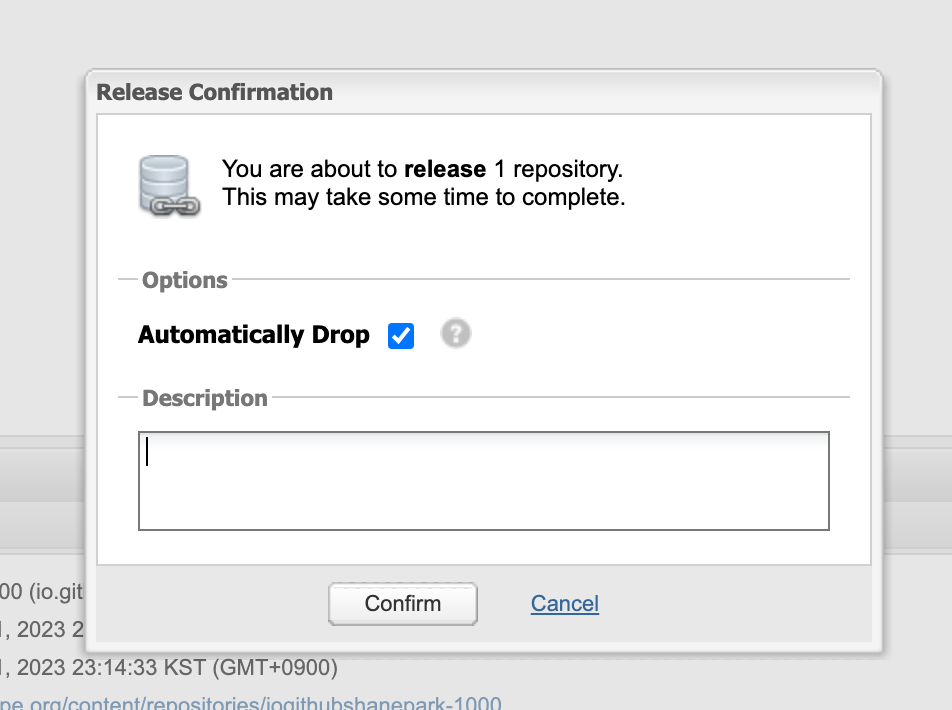 Release Confirmation
You are about to release 1 repository.
This may take some time to complete.
Options
Automatically Drop
?
Description
Confirm
Cancel
00 (io.git
, 2023 2
, 2023 23:14:33 KST (GMT+0900)
pe.org/content/repositories/iogithubshanepark-1000